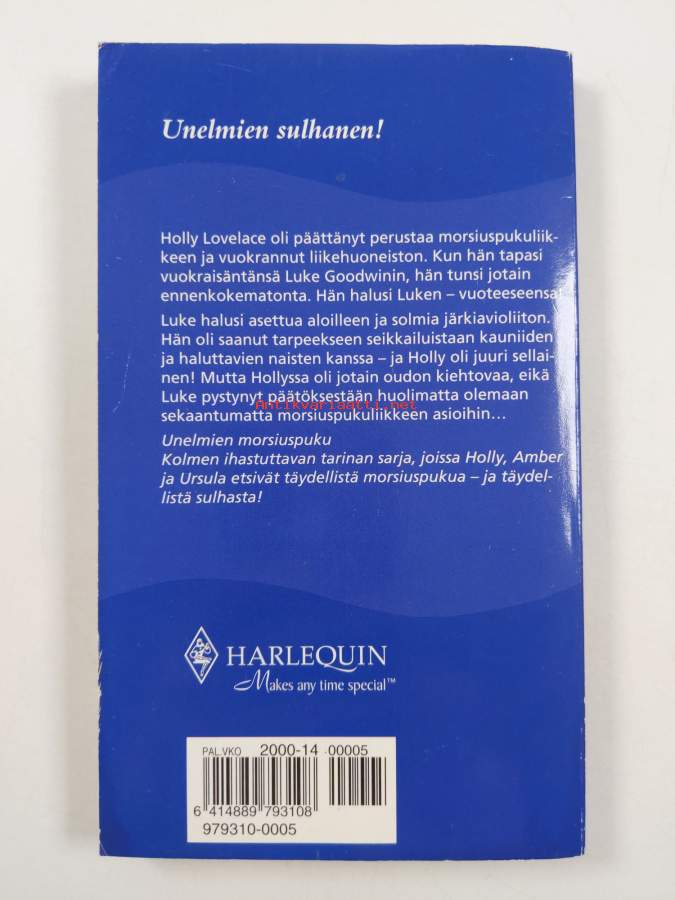 Unelmien sulhanen!
Holly Lovelace oli päättänyt perustaa morsiuspukuliik-
keen ja vuokrannut liikehuoneiston. Kun hän tapasi
vuokraisäntänsä Luke Goodwinin, hän tunsi jotain
ennenkokematonta. Hän halusi Luken – vuoteeseensa!
Luke halusi asettua aloilleen ja solmia järkiavioliiton.
Hän oli saanut tarpeekseen seikkailuistaan kauniiden
ja haluttavien naisten kanssa – ja Holly oli juuri sellai-
nen! Mutta Hollyssa oli jotain oudon kiehtovaa, eikä
Luke pystynyt päätöksestään huolimatta olemaan
Antikvariaatti.net
sekaantumatta morsiuspukuliikkeen asioihin...
Unelmien morsiuspuku
Kolmen ihastuttavan tarinan sarja, joissa Holly, Amber
ja Ursula etsivät täydellistä morsiuspukua – ja täydel-
listä sulhasta!
HARLEQUIN
Makes any time special™
PAL.VKO 2000-14 00005
6 414889 793108
979310-0005